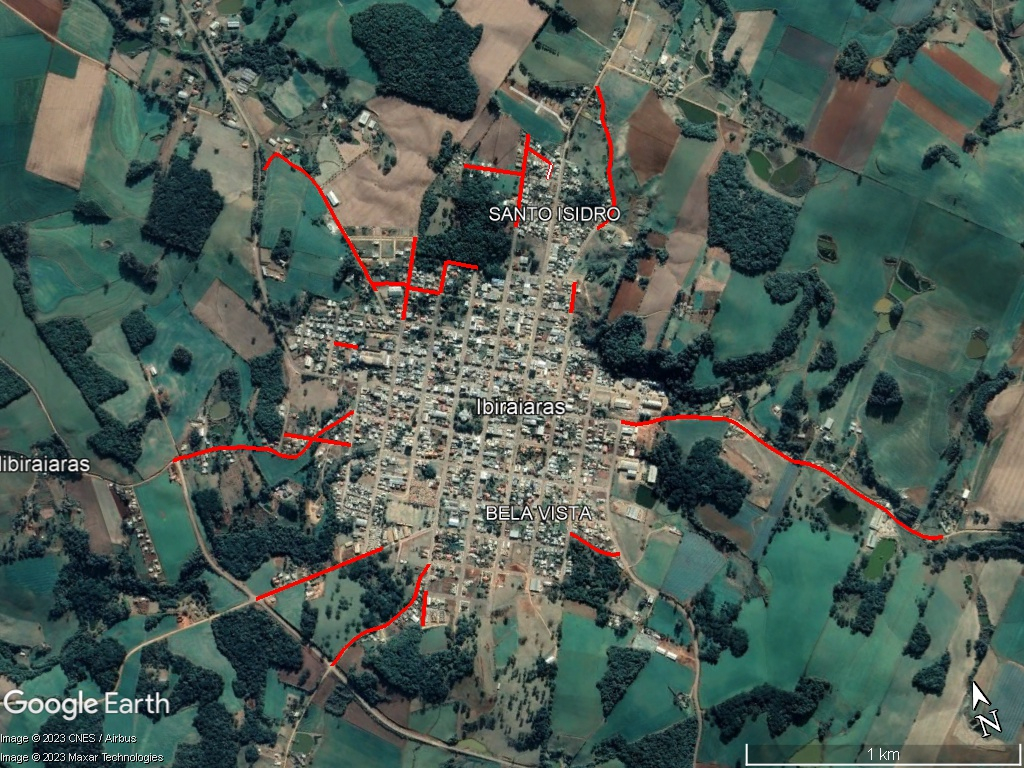 SANTO ISIDRO
Ibiraiaras
Ibiraiaras
BELA VISTA
Google Earth
Image © 2023 CNES / Airbus
Image © 2023 Maxar Technologies
1 km
N